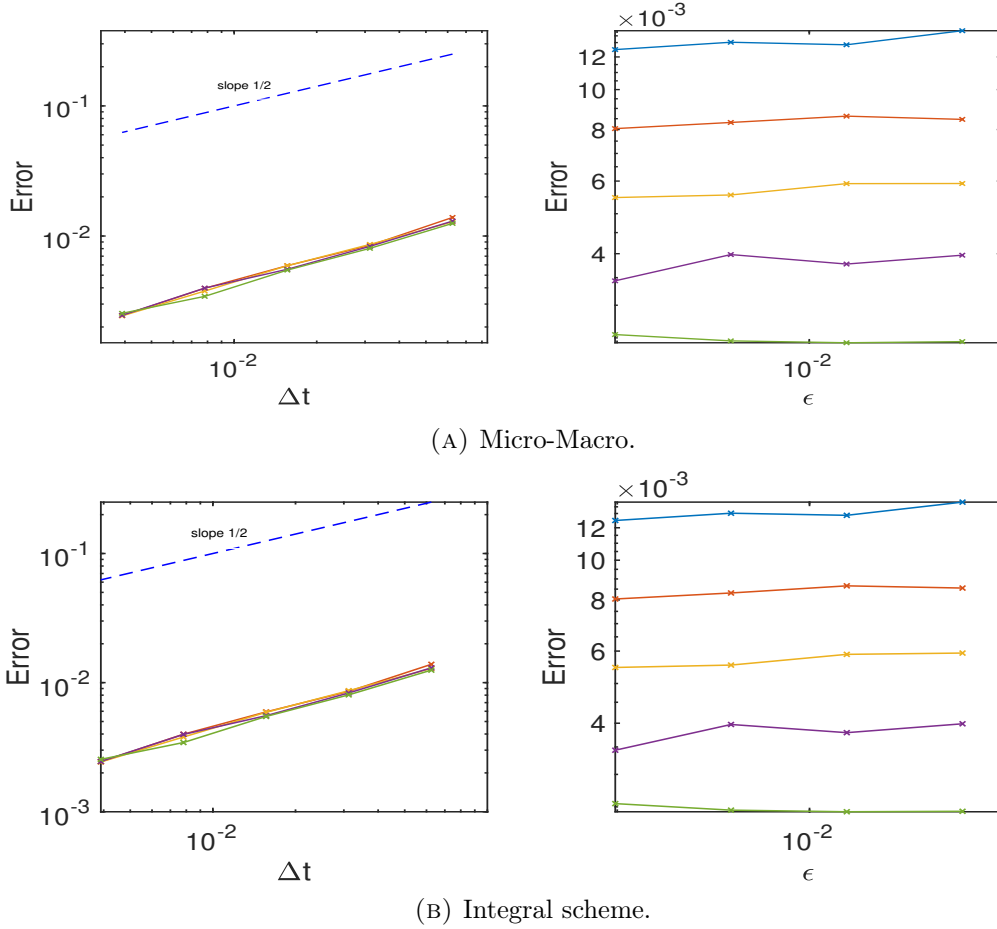 ×10⁻³
slope 1/2
10⁻¹
10⁻²
Error
10⁻²
Δt
12
10
8
6
4
Error
10⁻²
ϵ
(A) Micro-Macro.
×10⁻³
slope 1/2
10⁻¹
10⁻²
10⁻³
Error
10⁻²
Δt
12
10
8
6
4
Error
10⁻²
ϵ
(B) Integral scheme.